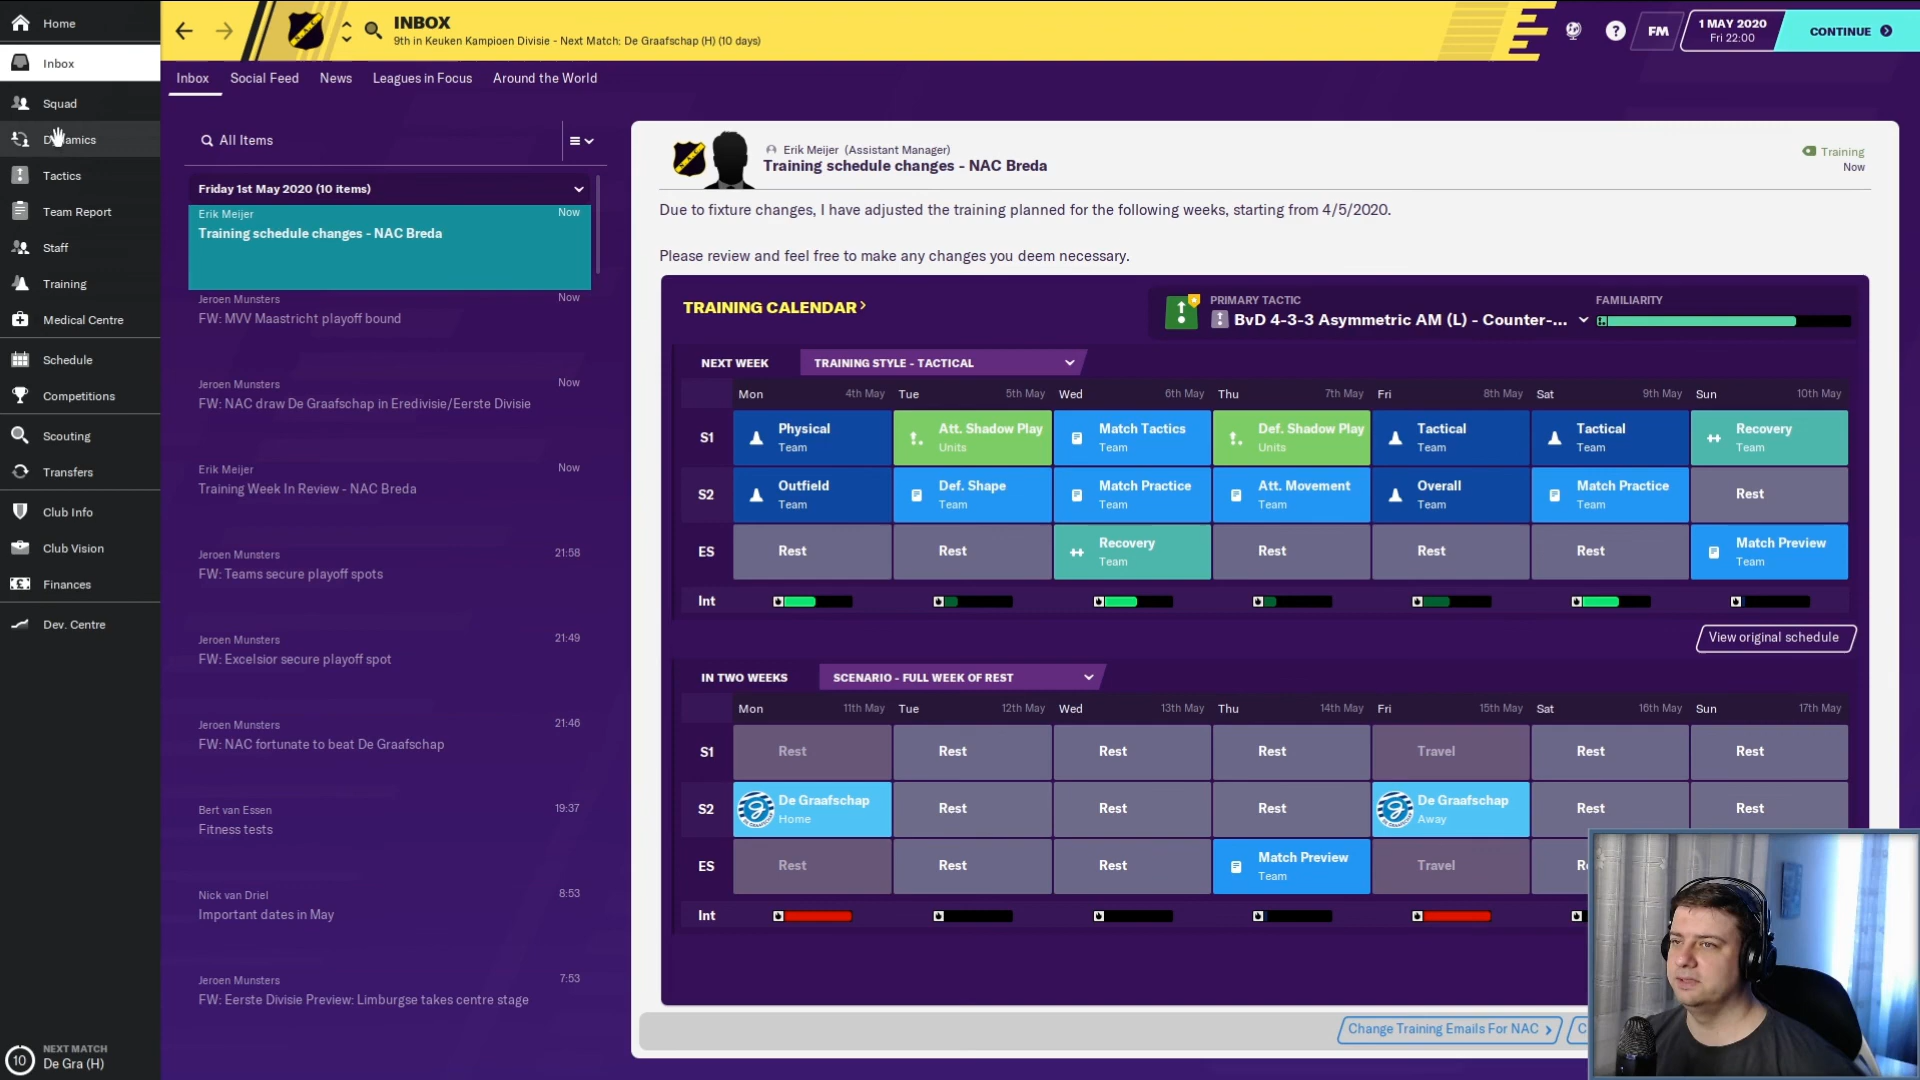 Home
Inbox
Squad
Dynamics
Tactics
Team Report
Staff
Training
Medical Centre
Schedule
Competitions
Scouting
Transfers
Club Info
Club Vision
Finances
Dev. Centre
10
NEXT MATCH
De Gra (H)
INBOX
9th in Keuken Kampioen Divisie - Next Match: De Graafschap (H) (10 days)
?
FM
1 MAY 2020
Fri 22:00
CONTINUE
Inbox Social Feed News Leagues in Focus Around the World
All Items
Friday 1st May 2020 (10 items)
Erik Meijer Now
Training schedule changes - NAC Breda
Jeroen Munsters Now
FW: MVV Maastricht playoff bound
Jeroen Munsters Now
FW: NAC draw De Graafschap in Eredivisie/Eerste Divisie
Erik Meijer Now
Training Week In Review - NAC Breda
Jeroen Munsters 21:58
FW: Teams secure playoff spots
Jeroen Munsters 21:49
FW: Excelsior secure playoff spot
Jeroen Munsters 21:46
FW: NAC fortunate to beat De Graafschap
Bert van Essen 19:37
Fitness tests
Nick van Driel 8:53
Important dates in May
Jeroen Munsters 7:53
FW: Eerste Divisie Preview: Limburgse takes centre stage
Erik Meijer (Assistant Manager)
Training schedule changes - NAC Breda
Training
Now
Due to fixture changes, I have adjusted the training planned for the following weeks, starting from 4/5/2020.
Please review and feel free to make any changes you deem necessary.
TRAINING CALENDAR
PRIMARY TACTIC
BvD 4-3-3 Asymmetric AM (L) - Counter-...
FAMILIARITY
NEXT WEEK TRAINING STYLE - TACTICAL
Mon 4th May Tue 5th May Wed 6th May Thu 7th May Fri 8th May Sat 9th May Sun 10th May
S1 Physical Att. Shadow Play Match Tactics Def. Shadow Play Tactical Tactical Recovery
Team Units Team Units Team Team Team
S2 Outfield Def. Shape Match Practice Att. Movement Overall Match Practice Rest
Team Team Team Team Team Team
ES Rest Rest Recovery Rest Rest Rest Match Preview
Team Team
Int
View original schedule
IN TWO WEEKS SCENARIO - FULL WEEK OF REST
Mon 11th May Tue 12th May Wed 13th May Thu 14th May Fri 15th May Sat 16th May Sun 17th May
S1 Rest Rest Rest Rest Travel Rest Rest
S2 De Graafschap Rest Rest Rest De Graafschap Rest Rest
Home Away
ES Rest Rest Rest Match Preview Travel
Team
Int
Change Training Emails For NAC